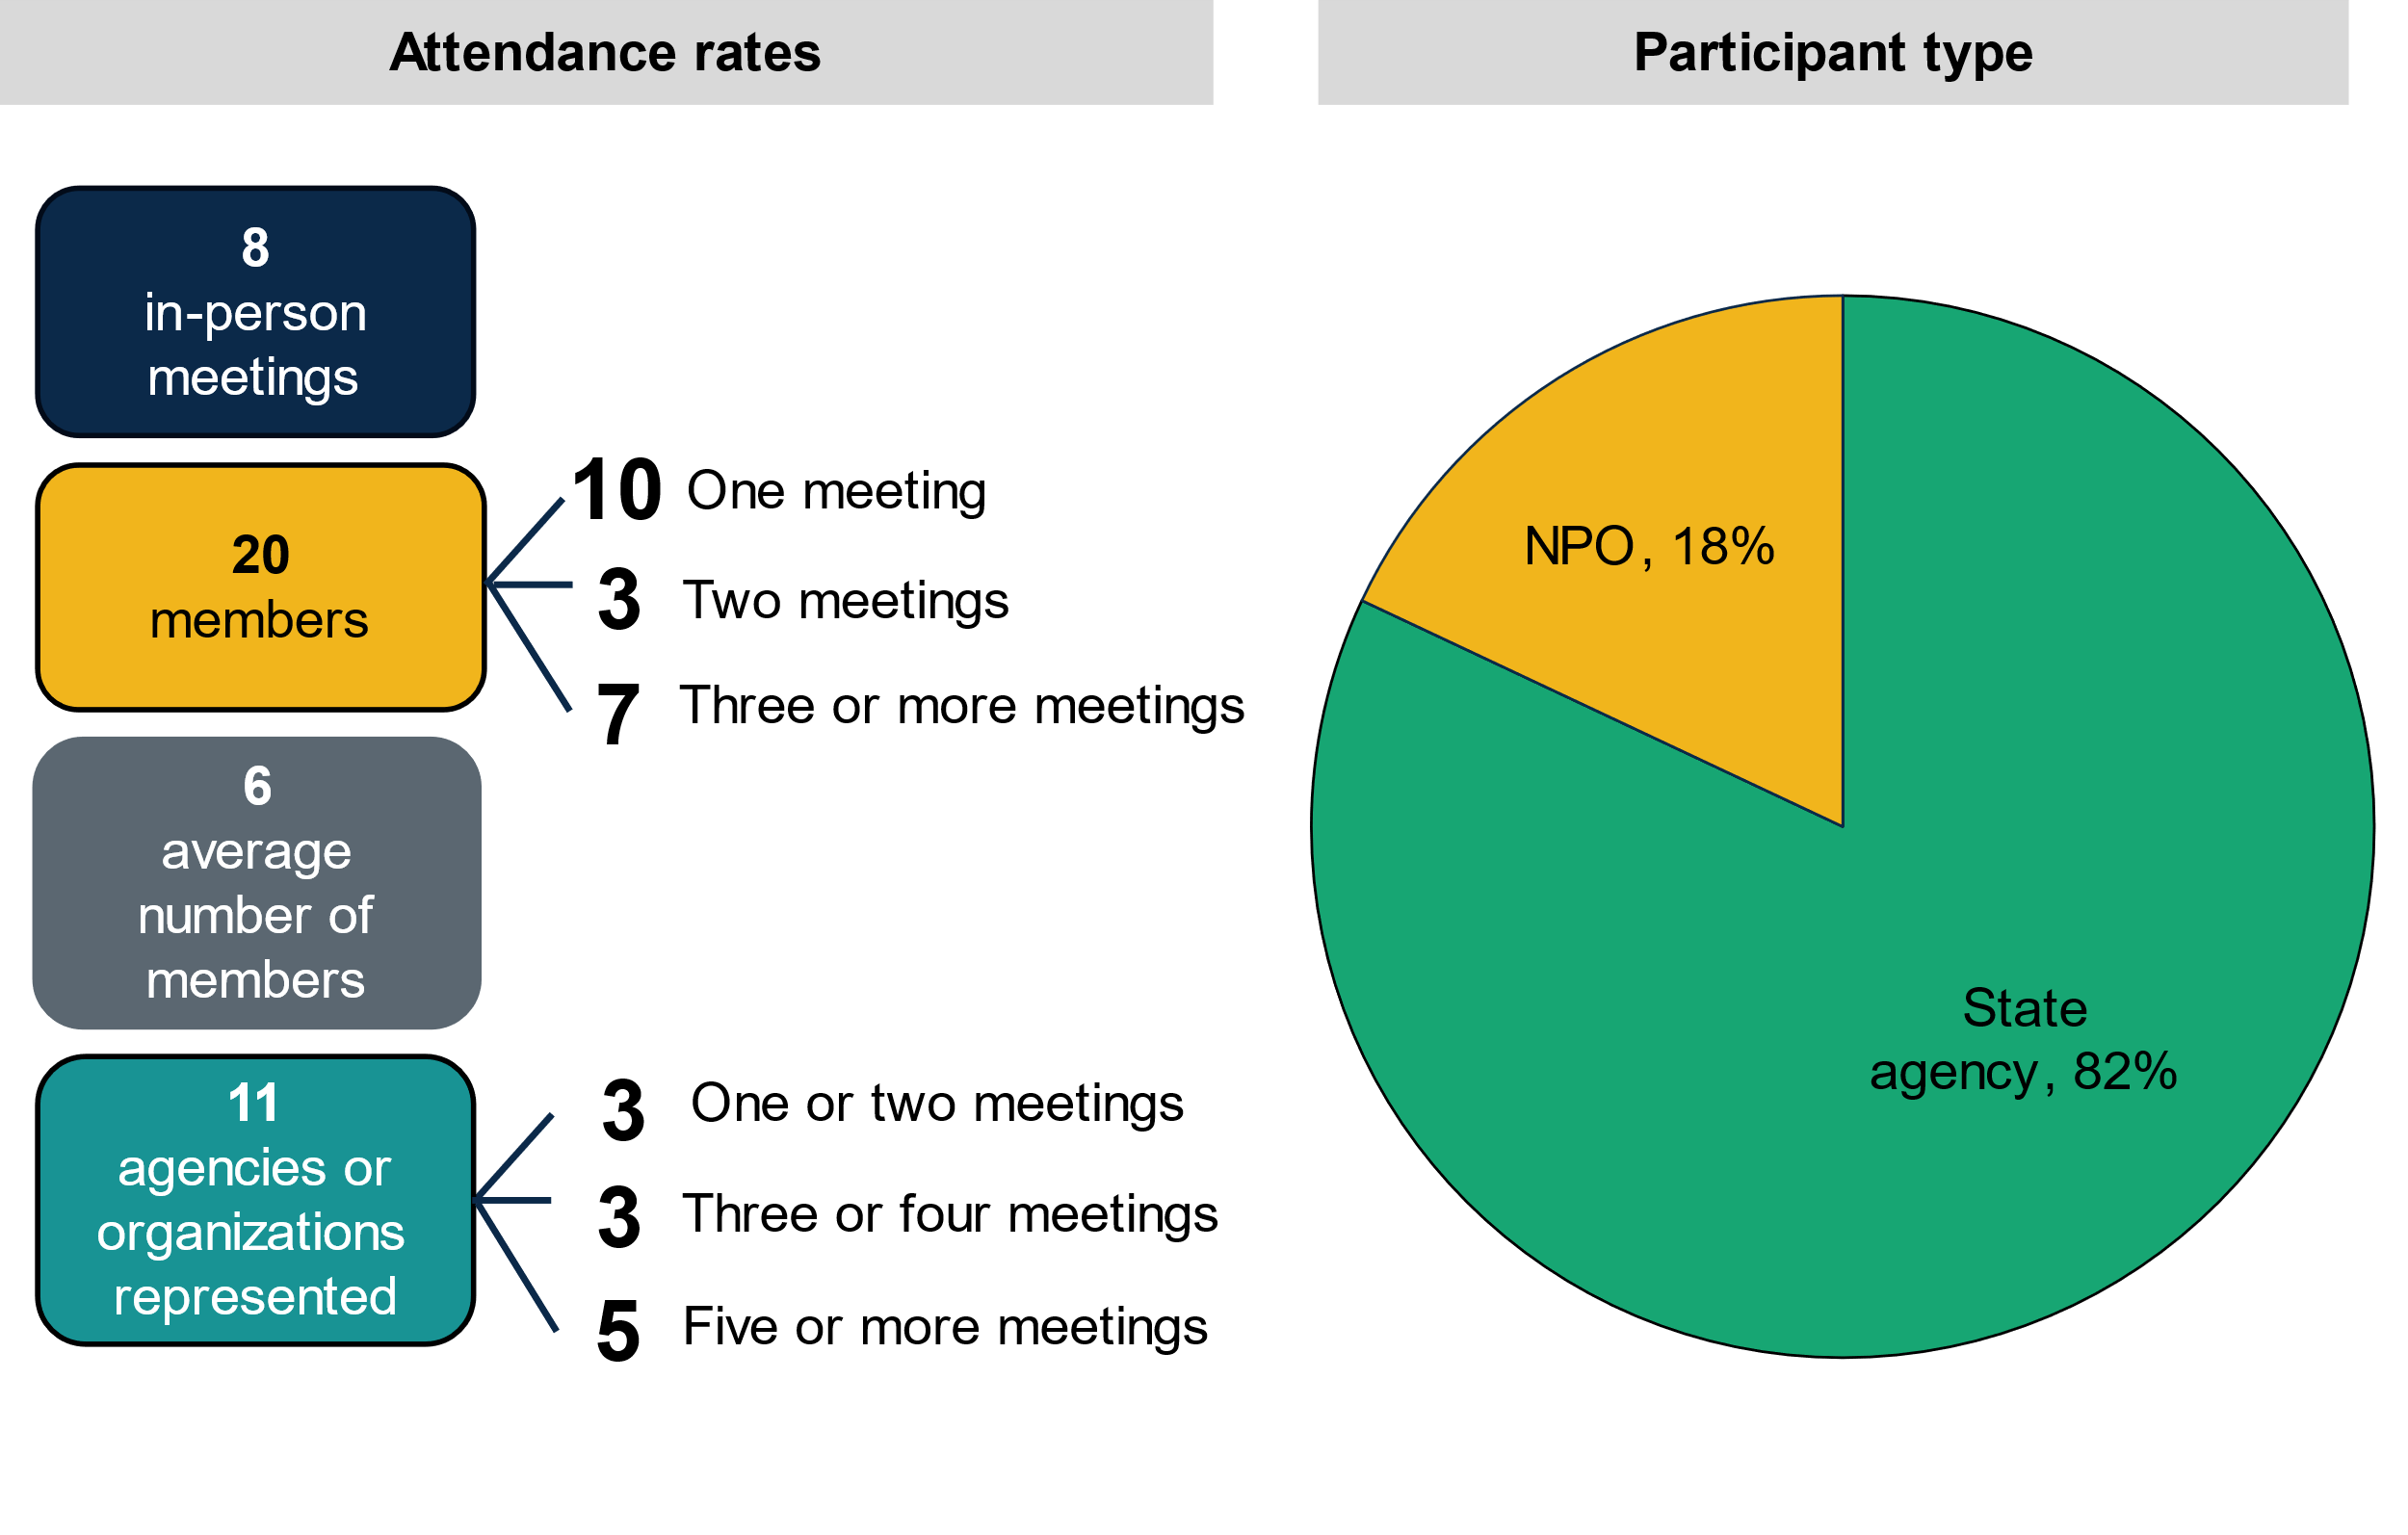 Attendance rates
Participant type
8
in-person
meetings
20
members
10 One meeting
3 Two meetings
7 Three or more meetings
6
average
number of
members
11
agencies or
organizations
represented
3 One or two meetings
3 Three or four meetings
5 Five or more meetings
NPO, 18%
State
agency, 82%